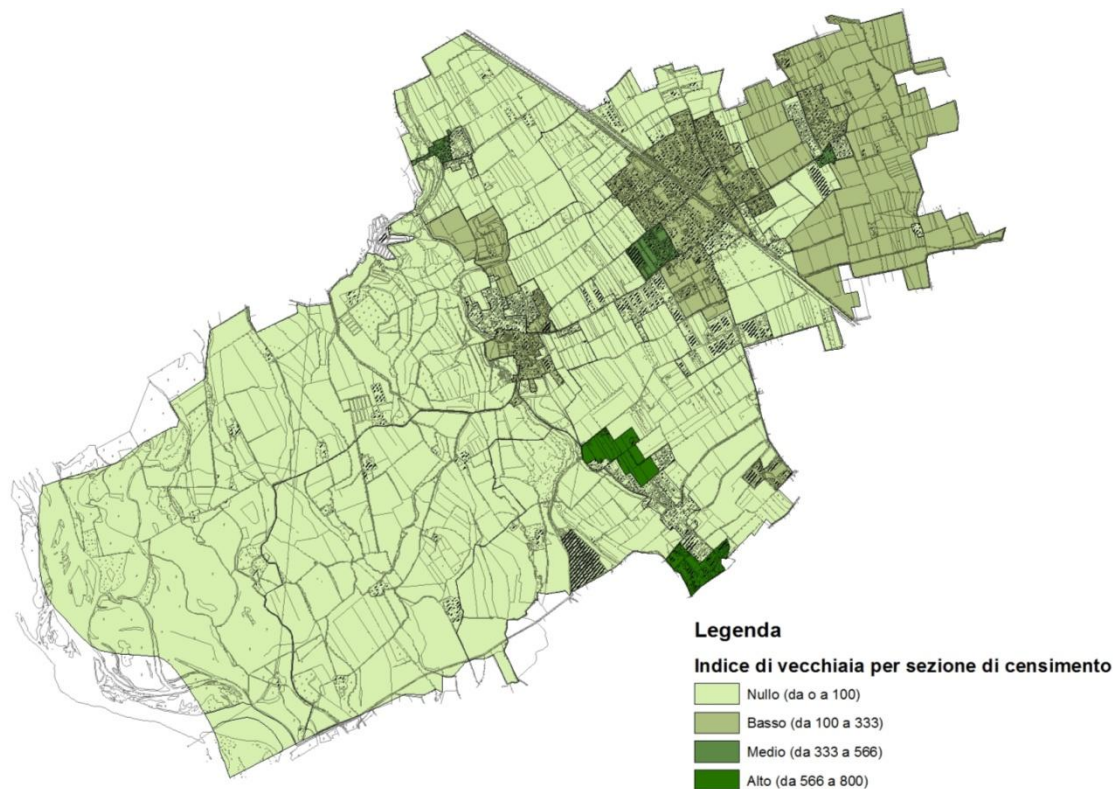 Legenda
Indice di vecchiaia per sezione di censimento
Nullo (da o a 100)
Basso (da 100 a 333)
Medio (da 333 a 566)
Alto (da 566 a 800)